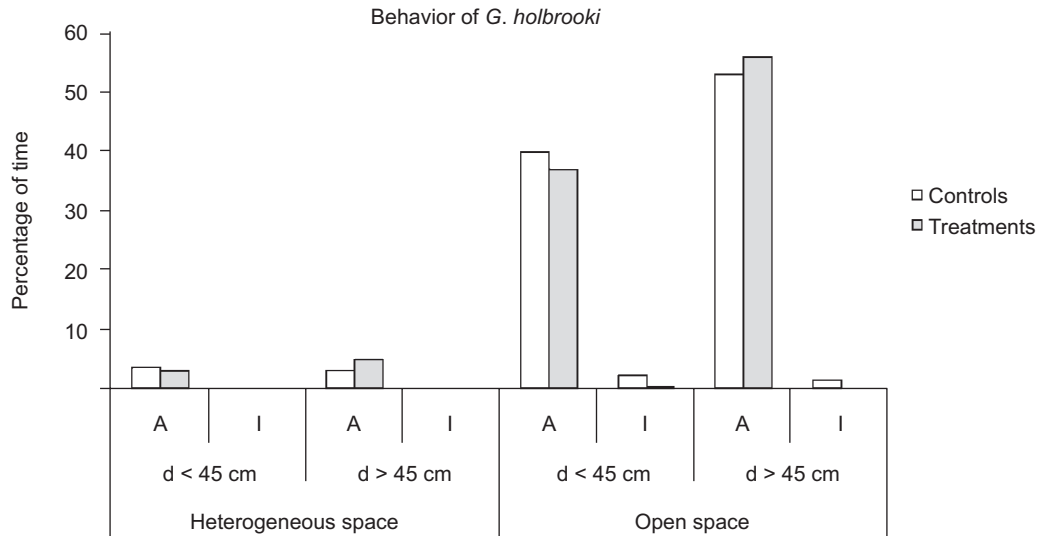 Behavior of G. holbrooki
Percentage of time
60
50
40
30
20
10
Controls
Treatments
A I A I A I A I
d < 45 cm d > 45 cm d < 45 cm d > 45 cm
Heterogeneous space Open space